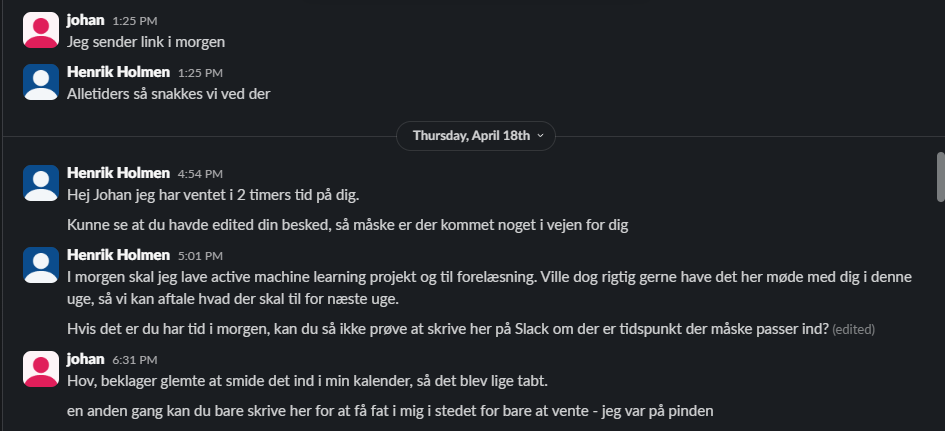 johan 1:25 PM
Jeg sender link i morgen
Henrik Holmen 1:25 PM
Alletiders så snakkes vi ved der
Thursday, April 18th
Henrik Holmen 4:54 PM
Hej Johan jeg har ventet i 2 timers tid på dig.
Kunne se at du havde edited din besked, så måske er der kommet noget i vejen for dig
Henrik Holmen 5:01 PM
I morgen skal jeg lave active machine learning projekt og til forelæsning. Ville dog rigtig gerne have det her møde med dig i denne
uge, så vi kan aftale hvad der skal til for næste uge.
Hvis det er du har tid i morgen, kan du så ikke prøve at skrive her på Slack om der er tidspunkt der måske passer ind? (edited)
johan 6:31 PM
Hov, beklager glemte at smide det ind i min kalender, så det blev lige tabt.
en anden gang kan du bare skrive her for at få fat i mig i stedet for bare at vente - jeg var på pinden